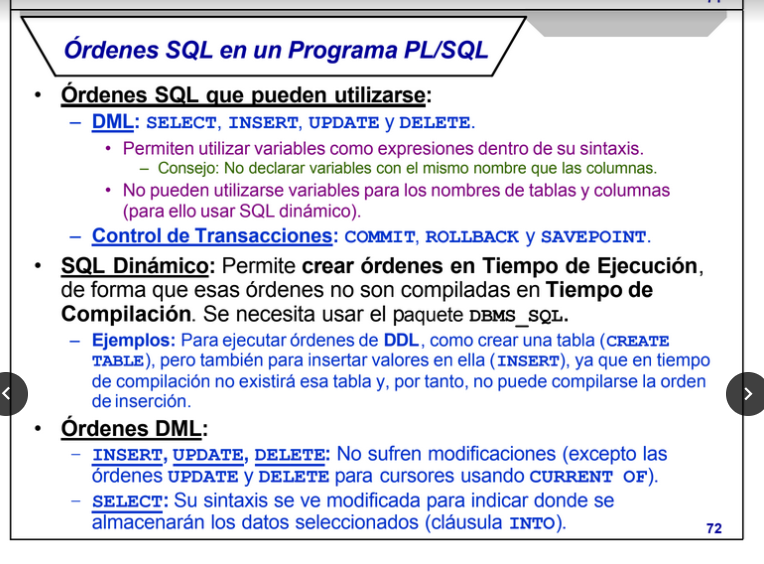 Órdenes SQL en un Programa PL/SQL
• Órdenes SQL que pueden utilizarse:
– DML: SELECT, INSERT, UPDATE y DELETE.
• Permiten utilizar variables como expresiones dentro de su sintaxis.
– Consejo: No declarar variables con el mismo nombre que las columnas.
• No pueden utilizarse variables para los nombres de tablas y columnas
(para ello usar SQL dinámico).
– Control de Transacciones: COMMIT, ROLLBACK y SAVEPOINT.
• SQL Dinámico: Permite crear órdenes en Tiempo de Ejecución,
de forma que esas órdenes no son compiladas en Tiempo de
Compilación. Se necesita usar el paquete DBMS_SQL.
– Ejemplos: Para ejecutar órdenes de DDL, como crear una tabla (CREATE
TABLE), pero también para insertar valores en ella (INSERT), ya que en tiempo
de compilación no existirá esa tabla y, por tanto, no puede compilarse la orden
de inserción.
• Órdenes DML:
– INSERT, UPDATE, DELETE: No sufren modificaciones (excepto las
órdenes UPDATE y DELETE para cursores usando CURRENT OF).
– SELECT: Su sintaxis se ve modificada para indicar donde se
almacenarán los datos seleccionados (cláusula INTO).
72